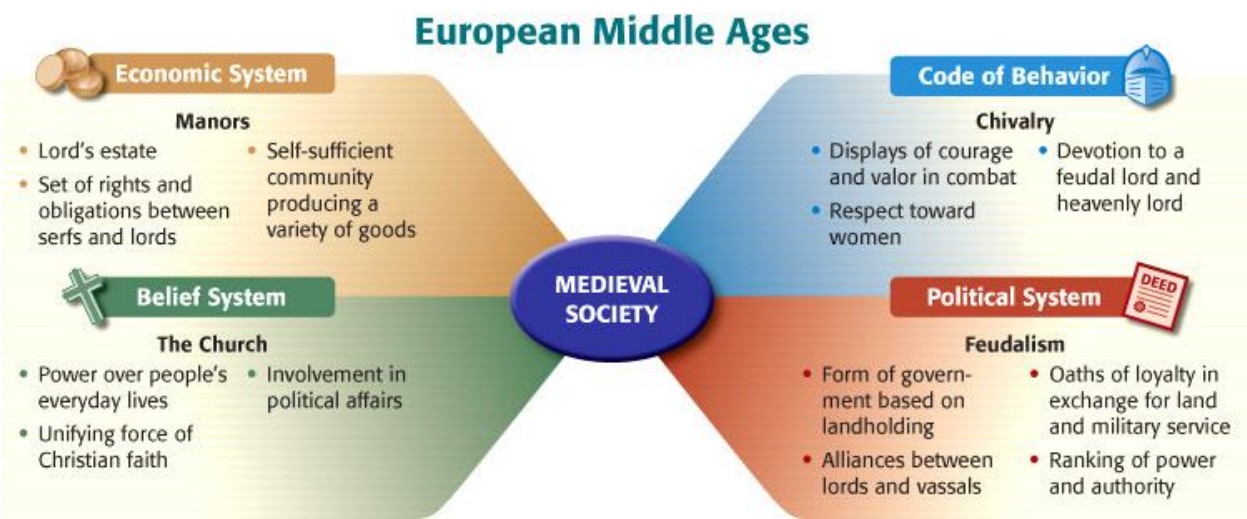 European Middle Ages
Economic System
Manors
• Lord's estate
• Set of rights and
obligations between
serfs and lords
• Self-sufficient
community
producing a
variety of goods
Code of Behavior
Chivalry
• Displays of courage
and valor in combat
• Respect toward
women
• Devotion to a
feudal lord and
heavenly lord
MEDIEVAL
SOCIETY
Belief System
The Church
• Power over people's
everyday lives
• Unifying force of
Christian faith
• Involvement in
political affairs
Political System
DEED
Feudalism
• Form of govern-
ment based on
landholding
• Alliances between
lords and vassals
• Oaths of loyalty in
exchange for land
and military service
• Ranking of power
and authority